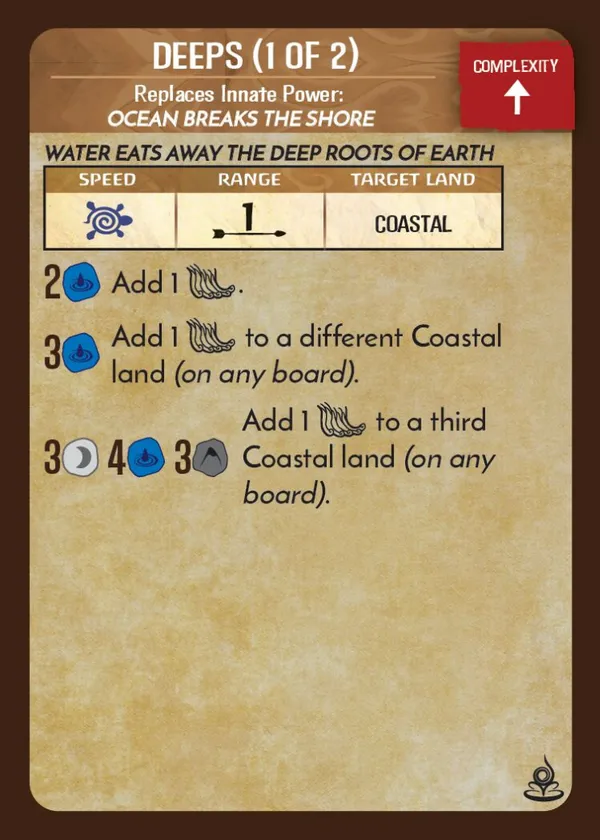 DEEPS (1 OF 2)
COMPLEXITY
Replaces Innate Power:
OCEAN BREAKS THE SHORE
WATER EATS AWAY THE DEEP ROOTS OF EARTH
SPEED RANGE TARGET LAND
1 COASTAL
2 Add 1 .
3 Add 1 to a different Coastal
land (on any board).
3 4 3 Add 1 to a third
Coastal land (on any
board).